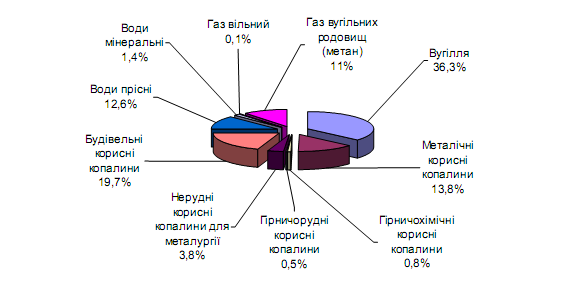 Води
мінеральні
1,4%
Газ вільний
0,1%
Газ вугільних
родовищ
(метан)
11%
Вугілля
36,3%
Води прісні
12,6%
Будівельні
корисні
копалини
19,7%
Металічні
корисні
копалини
13,8%
Нерудні
корисні
копалини для
металургії
3,8%
Гірничорудні
корисні
копалини
0,5%
Гірничохімічні
корисні
копалини
0,8%